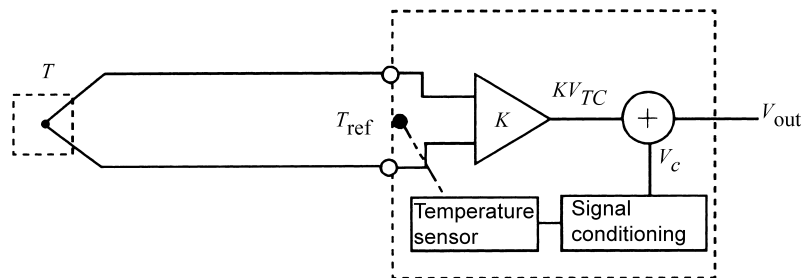 T
T_ref
K
KV_TC
+
V_out
V_c
Temperature
sensor
Signal
conditioning